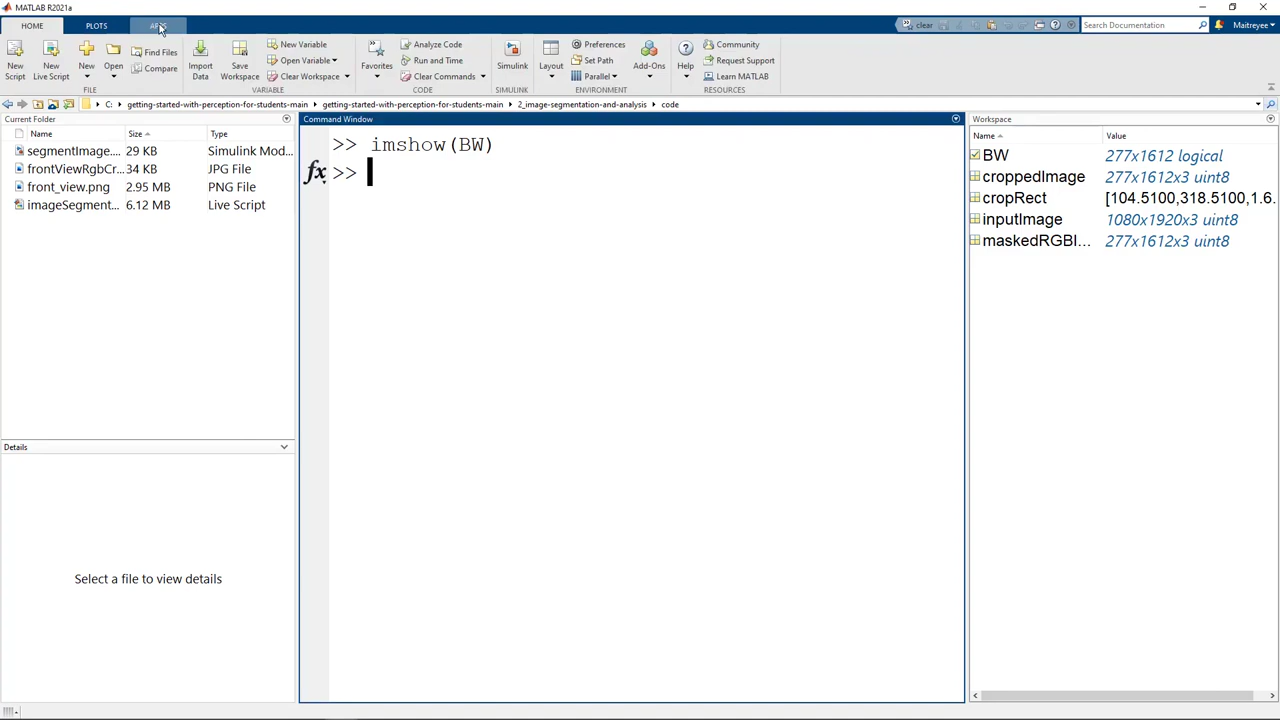 MATLAB R2021a
HOME PLOTS APPS clear Search Documentation Maitreyee
New Script New Live Script New Open Find Files Compare Import Data Save Workspace New Variable Open Variable Clear Workspace Favorites Analyze Code Run and Time Clear Commands Simulink Layout Preferences Set Path Parallel Add-Ons Help Community Request Support Learn MATLAB
FILE VARIABLE CODE SIMULINK ENVIRONMENT RESOURCES
C: getting-started-with-perception-for-students-main getting-started-with-perception-for-students-main 2_image-segmentation-and-analysis code
Current Folder
Name Size Type
segmentImage.... 29 KB Simulink Mod...
frontViewRgbCr... 34 KB JPG File
front_view.png 2.95 MB PNG File
imageSegment... 6.12 MB Live Script
Details
Select a file to view details
Command Window
>> imshow(BW)
fx >>
Workspace
Name Value
BW 277x1612 logical
croppedImage 277x1612x3 uint8
cropRect [104.5100,318.5100,1.6...
inputImage 1080x1920x3 uint8
maskedRGBI... 277x1612x3 uint8